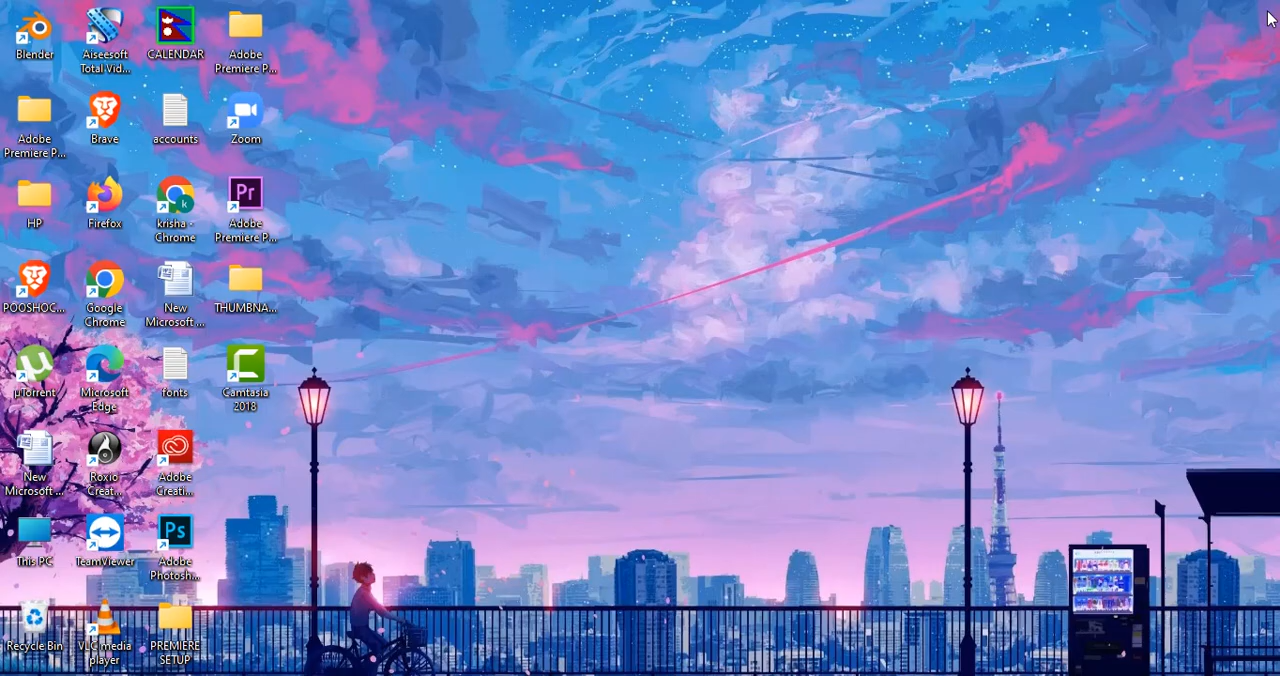 Blender
Aiseesoft
Total Vid...
CALENDAR
Adobe
Premiere P...
Adobe
Premiere P...
Brave
accounts
Zoom
HP
Firefox
krisha -
Chrome
Pr
Adobe
Premiere P...
POOSHOC...
Google
Chrome
New
Microsoft ...
THUMBNA...
µTorrent
Microsoft
Edge
fonts
Camtasia
2018
New
Microsoft ...
Roxio
Creat...
Adobe
Creati...
This PC
TeamViewer
Ps
Adobe
Photosh...
Recycle Bin
VLC media
player
PREMIERE
SETUP